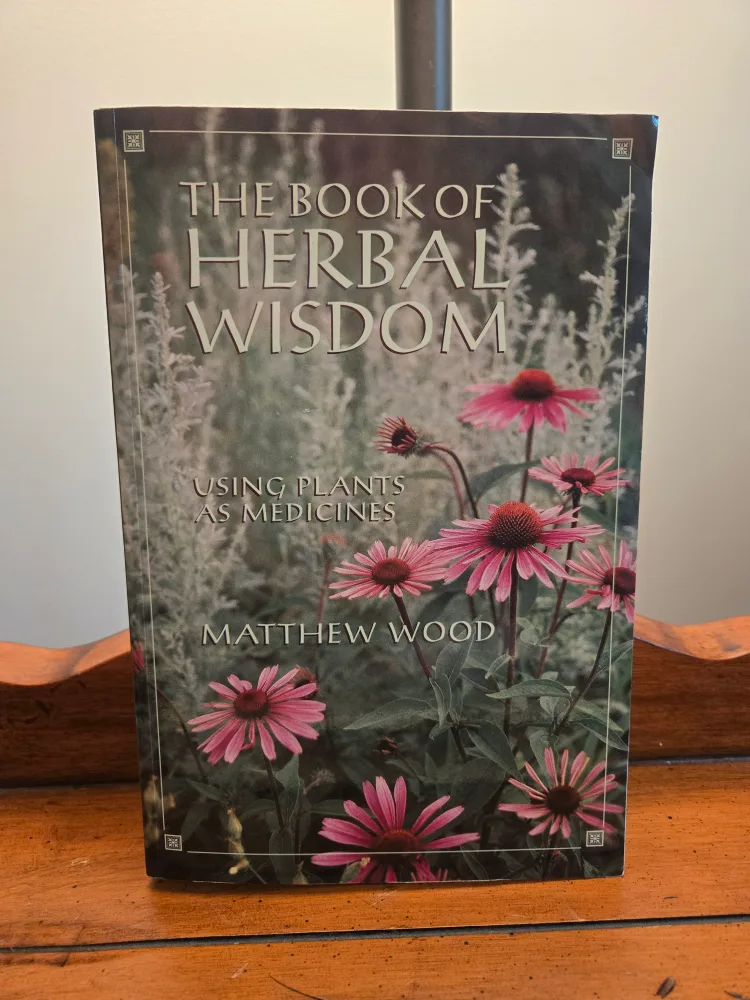 THE BOOK OF
HERBAL
WISDOM
USING PLANTS
AS MEDICINES
MATTHEW WOOD